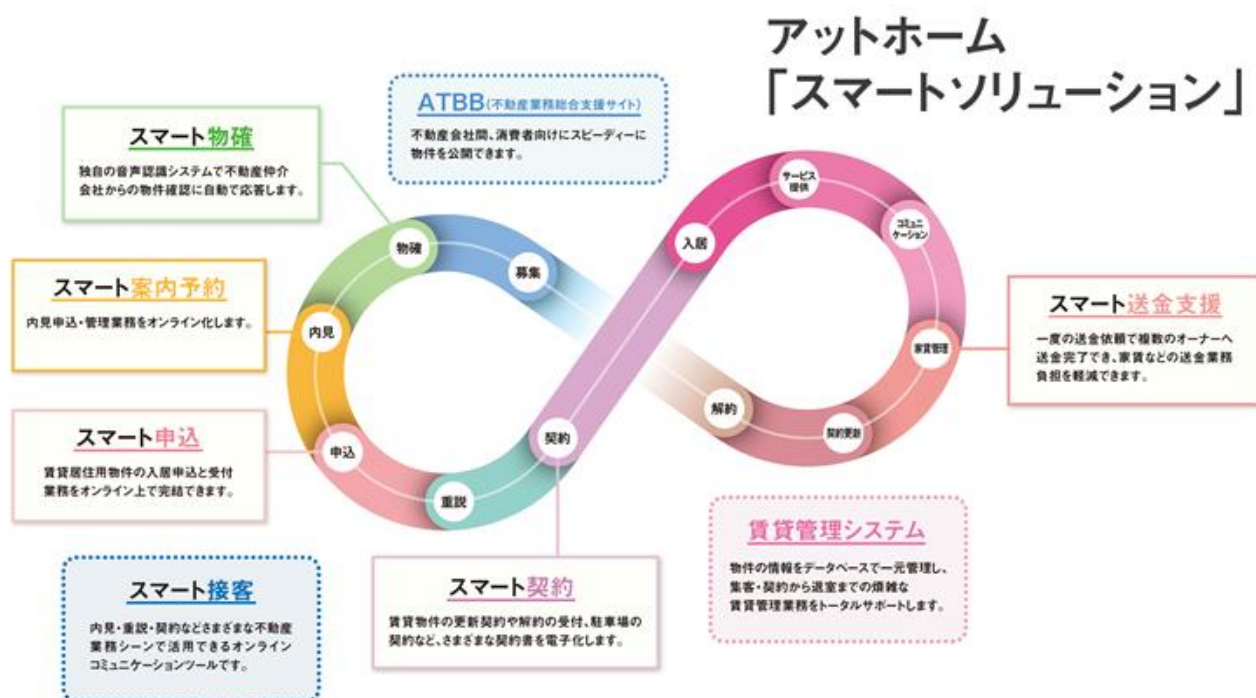 アットホーム
「スマートソリューション」
ATBB(不動産業務総合支援サイト)
不動産会社間、消費者向けにスピーディーに
物件を公開できます。
スマート物確
独自の音声認識システムで不動産仲介
会社からの物件確認に自動で応答します。
スマート案内予約
内見申込・管理業務をオンライン化します。
スマート申込
賃貸居住用物件の入居申込と受付
業務をオンライン上で完結できます。
スマート接客
内見・重説・契約などさまざまな不動産
業務シーンで活用できるオンライン
コミュニケーションツールです。
スマート契約
賃貸物件の更新契約や解約の受付、駐車場の
契約など、さまざまな契約書を電子化します。
賃貸管理システム
物件の情報をデータベースで一元管理し、
集客・契約から退室までの煩雑な
賃貸管理業務をトータルサポートします。
スマート送金支援
一度の送金依頼で複数のオーナーへ
送金完了でき、家賃などの送金業務
負担を軽減できます。
募集
物確
内見
申込
重説
契約
入居
サービス
提供
コミュニ
ケーション
家賃管理
契約更新
解約